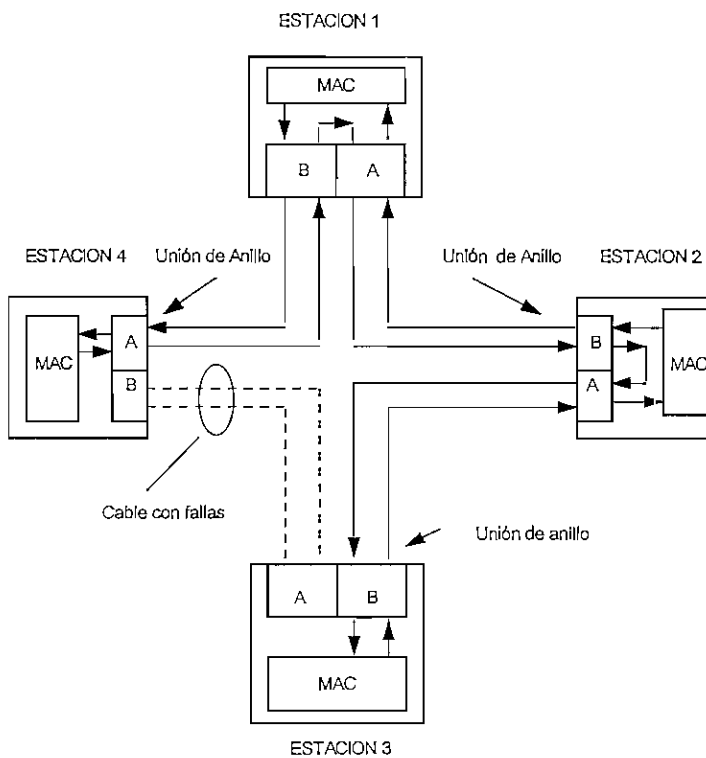 ESTACION 1
MAC
B
A
ESTACION 4
Unión de Anillo
Unión de Anillo
ESTACION 2
MAC
A
B
B
A
MAC
Cable con fallas
Unión de anillo
A
B
MAC
ESTACION 3